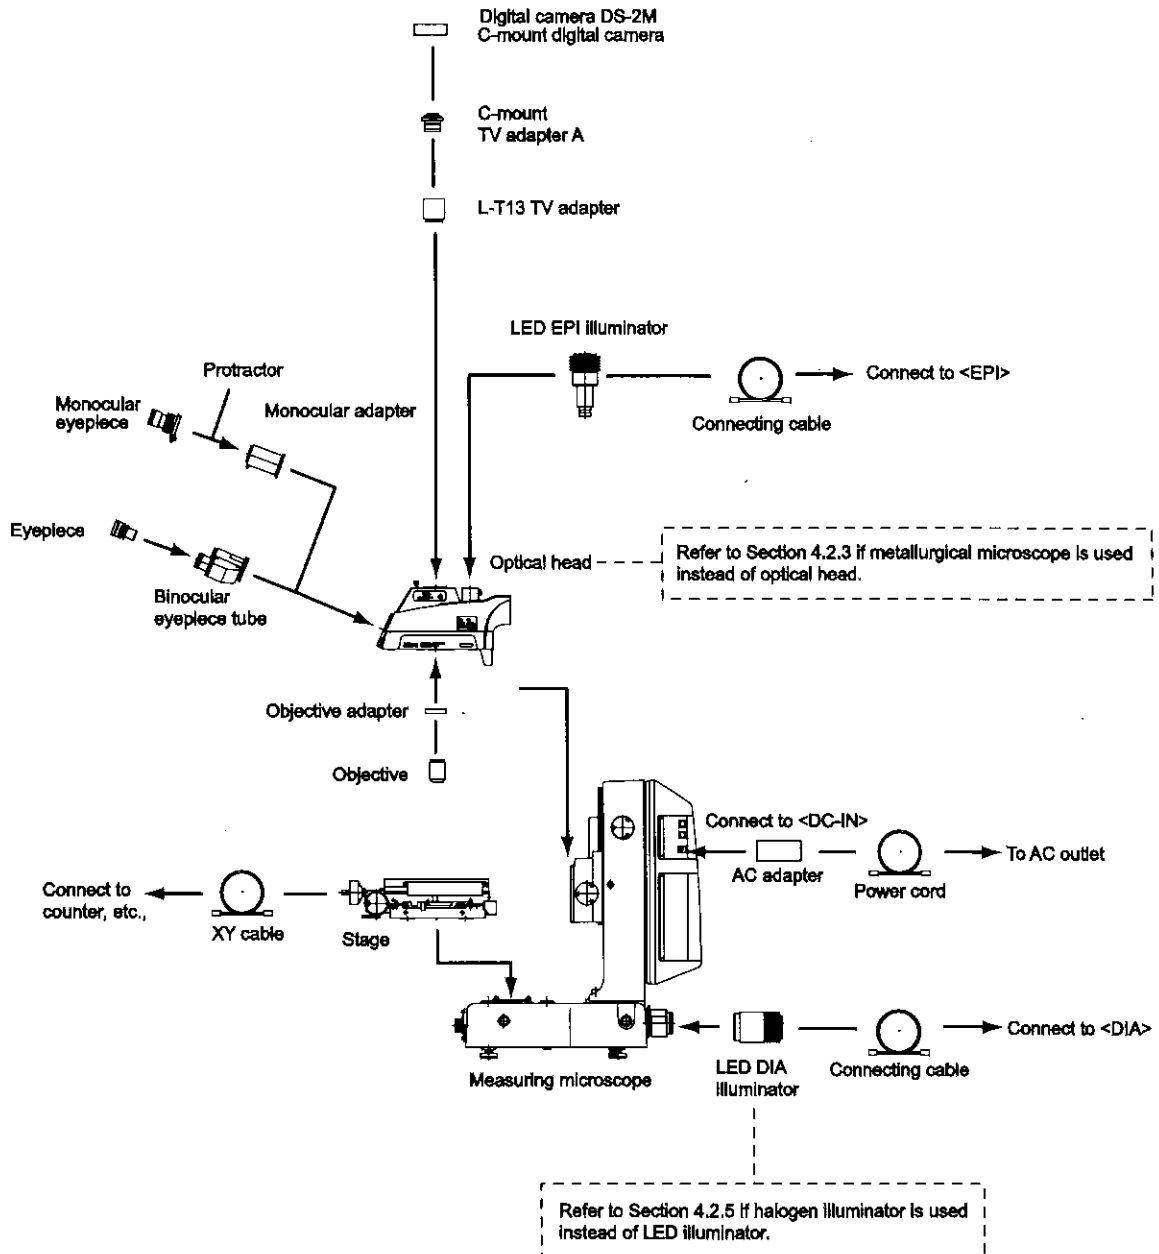 Digital camera DS-2M
C-mount digital camera
C-mount
TV adapter A
L-T13 TV adapter
LED EPI illuminator
Connect to <EPI>
Connecting cable
Protractor
Monocular
eyepiece
Monocular adapter
Eyepiece
Binocular
eyepiece tube
Optical head
Refer to Section 4.2.3 if metallurgical microscope is used
instead of optical head.
Objective adapter
Objective
Connect to <DC-IN>
AC adapter
Power cord
To AC outlet
Connect to
counter, etc.,
XY cable
Stage
Measuring microscope
LED DIA
illuminator
Connecting cable
Connect to <DIA>
Refer to Section 4.2.5 if halogen illuminator is used
instead of LED illuminator.